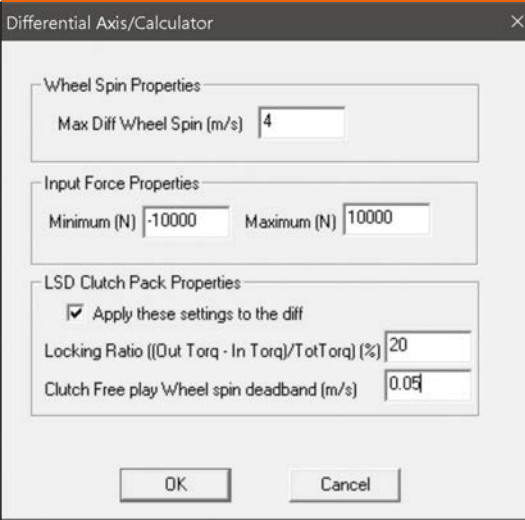 Differential Axis/Calculator ×
Wheel Spin Properties
Max Diff Wheel Spin (m/s) 4
Input Force Properties
Minimum (N) -10000 Maximum (N) 10000
LSD Clutch Pack Properties
Apply these settings to the diff
Locking Ratio ((Out Torq - In Torq)/TotTorq) (%) 20
Clutch Free play Wheel spin deadband (m/s) 0.05
OK Cancel